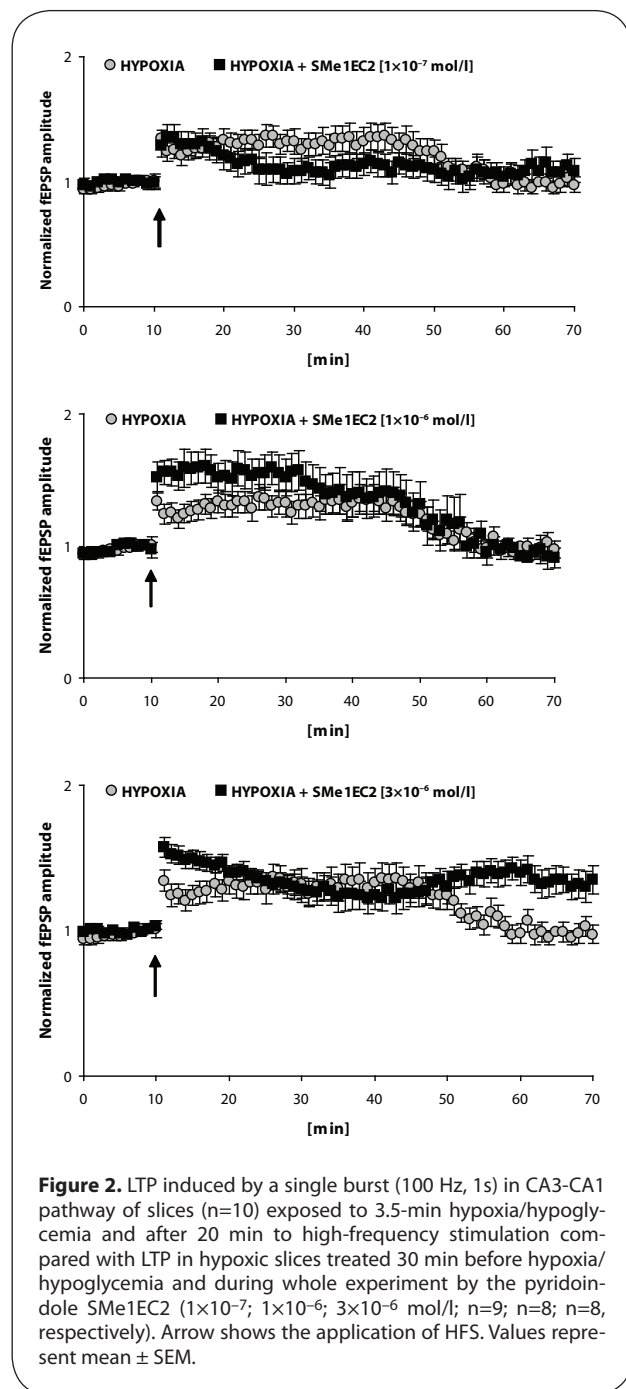 2
HYPOXIA HYPOXIA + SMe1EC2 [1×10⁻⁷ mol/l]
Normalized fEPSP amplitude
1
0
0 10 20 30 40 50 60 70
[min]
2
HYPOXIA HYPOXIA + SMe1EC2 [1×10⁻⁶ mol/l]
Normalized fEPSP amplitude
1
0
0 10 20 30 40 50 60 70
[min]
2
HYPOXIA HYPOXIA + SMe1EC2 [3×10⁻⁶ mol/l]
Normalized fEPSP amplitude
1
0
0 10 20 30 40 50 60 70
[min]
Figure 2. LTP induced by a single burst (100 Hz, 1s) in CA3-CA1
pathway of slices (n=10) exposed to 3.5-min hypoxia/hypogly-
cemia and after 20 min to high-frequency stimulation com-
pared with LTP in hypoxic slices treated 30 min before hypoxia/
hypoglycemia and during whole experiment by the pyridoin-
dole SMe1EC2 (1×10⁻⁷; 1×10⁻⁶; 3×10⁻⁶ mol/l; n=9; n=8; n=8,
respectively). Arrow shows the application of HFS. Values repre-
sent mean ± SEM.